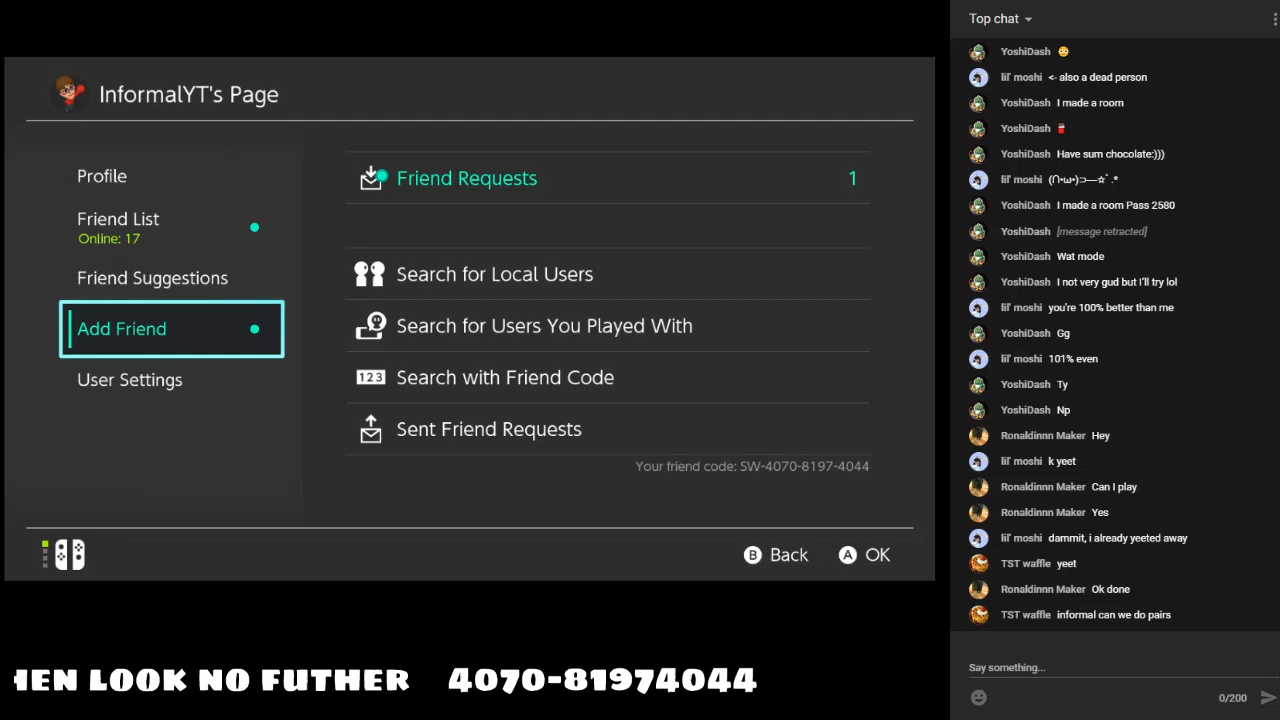 InformalYT's Page
Profile
Friend List
Online: 17
Friend Suggestions
Add Friend
User Settings
Friend Requests 1
Search for Local Users
Search for Users You Played With
123 Search with Friend Code
Sent Friend Requests
Your friend code: SW-4070-8197-4044
B Back A OK
HEN LOOK NO FUTHER 4070-81974044
Top chat
YoshiDash 😳
lil' moshi <- also a dead person
YoshiDash I made a room
YoshiDash 🍫
YoshiDash Have sum chocolate:)))
lil' moshi (∩•ω•)⊃—☆ﾟ.*
YoshiDash I made a room Pass 2580
YoshiDash [message retracted]
YoshiDash Wat mode
YoshiDash I not very gud but I'll try lol
lil' moshi you're 100% better than me
YoshiDash Gg
lil' moshi 101% even
YoshiDash Ty
YoshiDash Np
Ronaldinnn Maker Hey
lil' moshi k yeet
Ronaldinnn Maker Can I play
Ronaldinnn Maker Yes
lil' moshi dammit, i already yeeted away
TST waffle yeet
Ronaldinnn Maker Ok done
TST waffle informal can we do pairs
Say something...
0/200